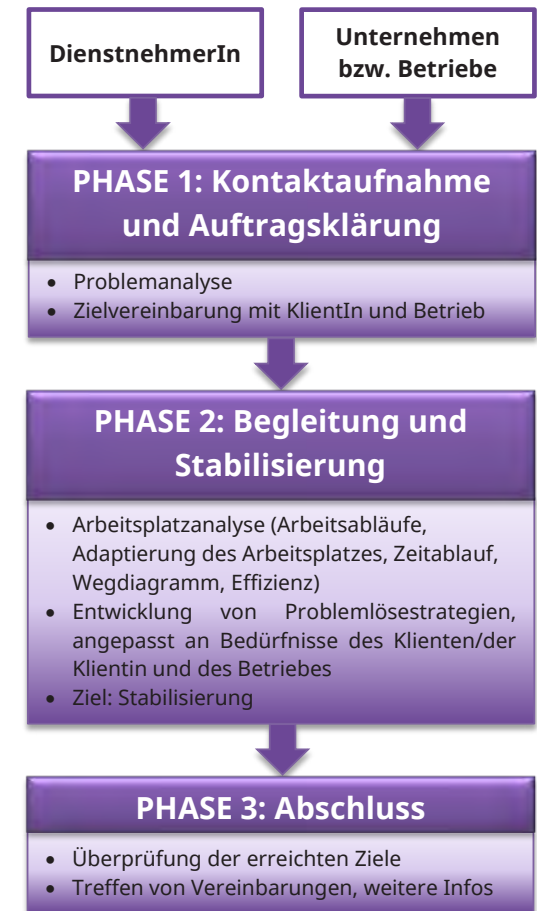 DienstnehmerIn
Unternehmen
bzw. Betriebe
PHASE 1: Kontaktaufnahme
und Auftragsklärung
• Problemanalyse
• Zielvereinbarung mit KlientIn und Betrieb
PHASE 2: Begleitung und
Stabilisierung
• Arbeitsplatzanalyse (Arbeitsabläufe,
Adaptierung des Arbeitsplatzes, Zeitablauf,
Wegdiagramm, Effizienz)
• Entwicklung von Problemlösestrategien,
angepasst an Bedürfnisse des Klienten/der
Klientin und des Betriebes
• Ziel: Stabilisierung
PHASE 3: Abschluss
• Überprüfung der erreichten Ziele
• Treffen von Vereinbarungen, weitere Infos